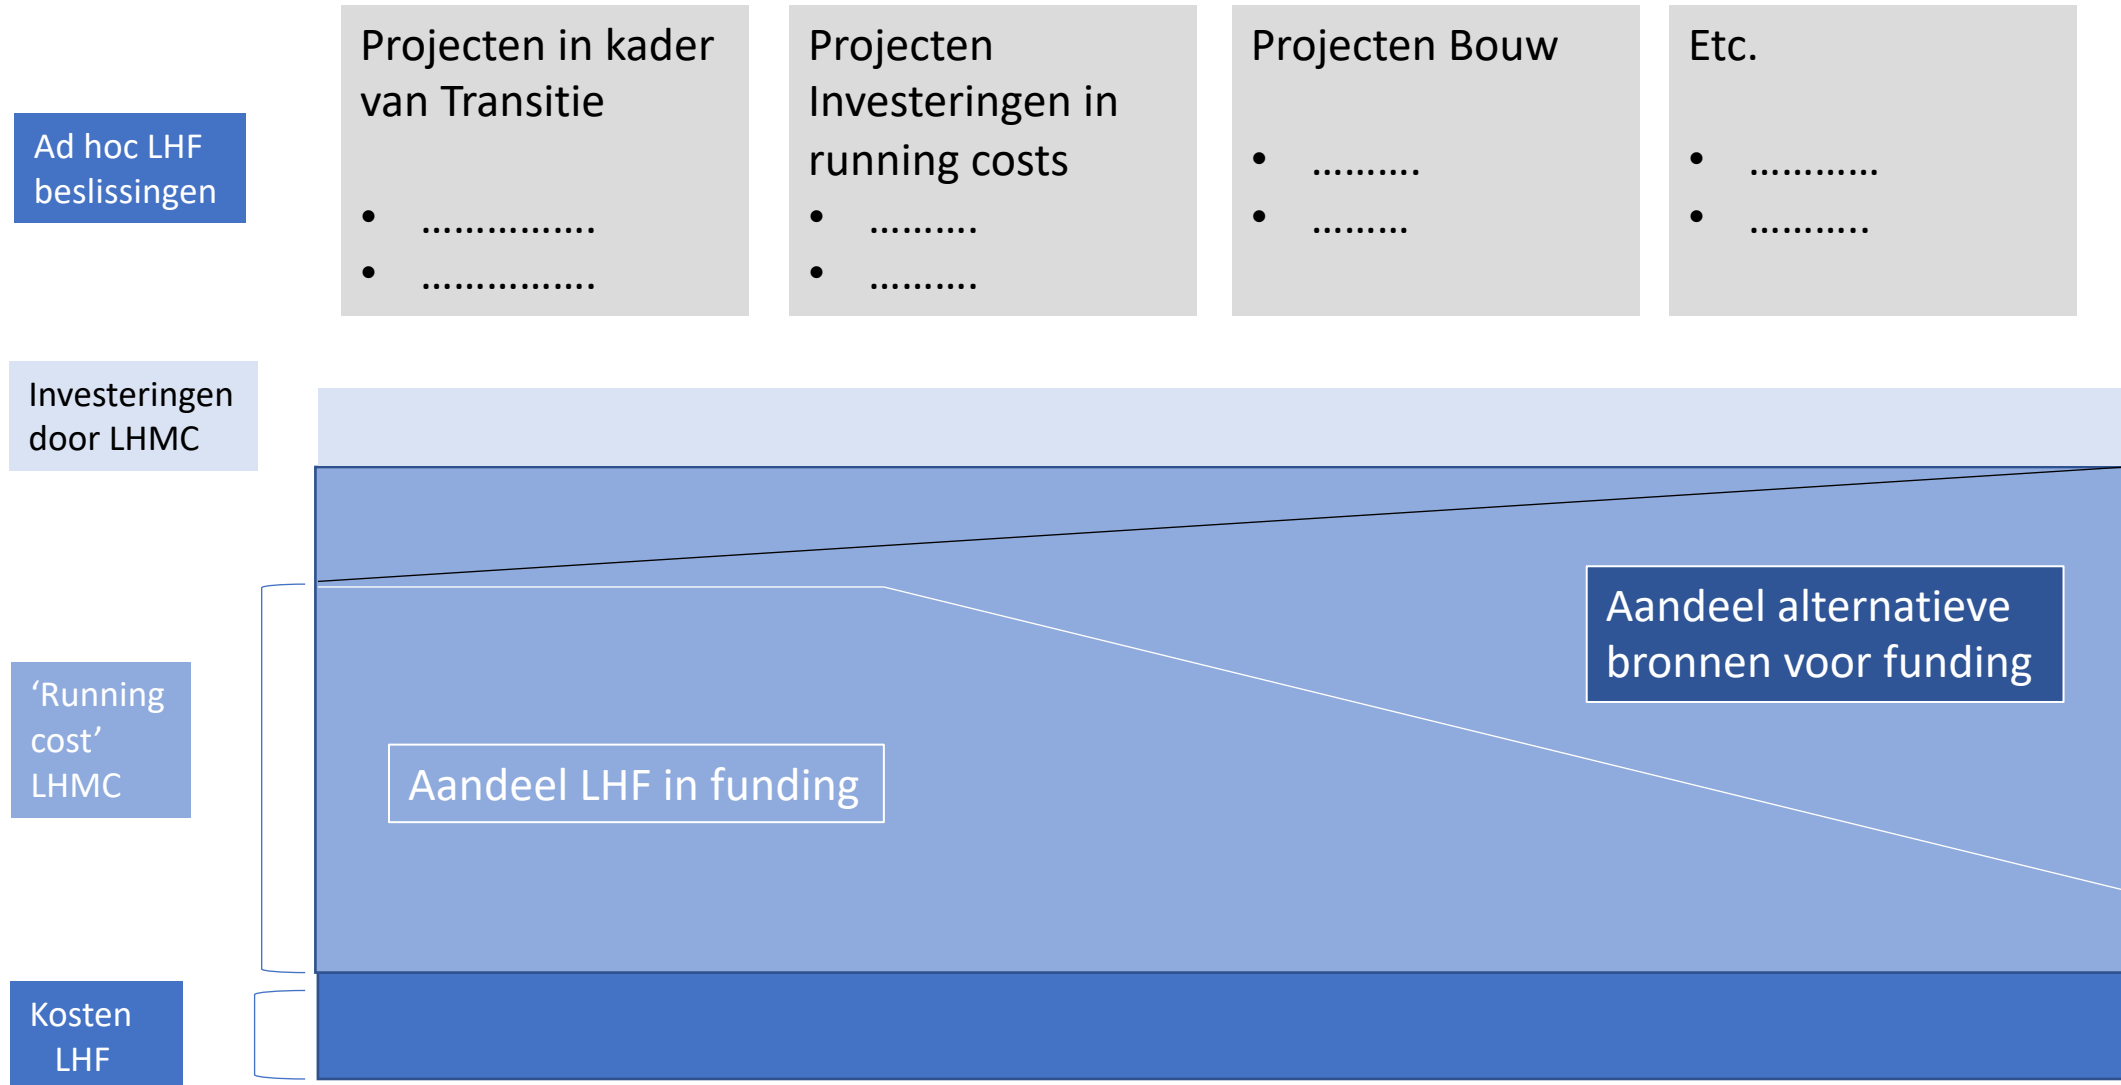 Projecten in kader
van Transitie
• …………….
• …………….
Projecten
Investeringen in
running costs
• ……….
• ……….
Projecten Bouw
• ……….
• ………
Etc.
• …………
• ………..
Ad hoc LHF
beslissingen
Investeringen
door LHMC
‘Running
cost’
LHMC
Aandeel alternatieve
bronnen voor funding
Aandeel LHF in funding
Kosten
LHF